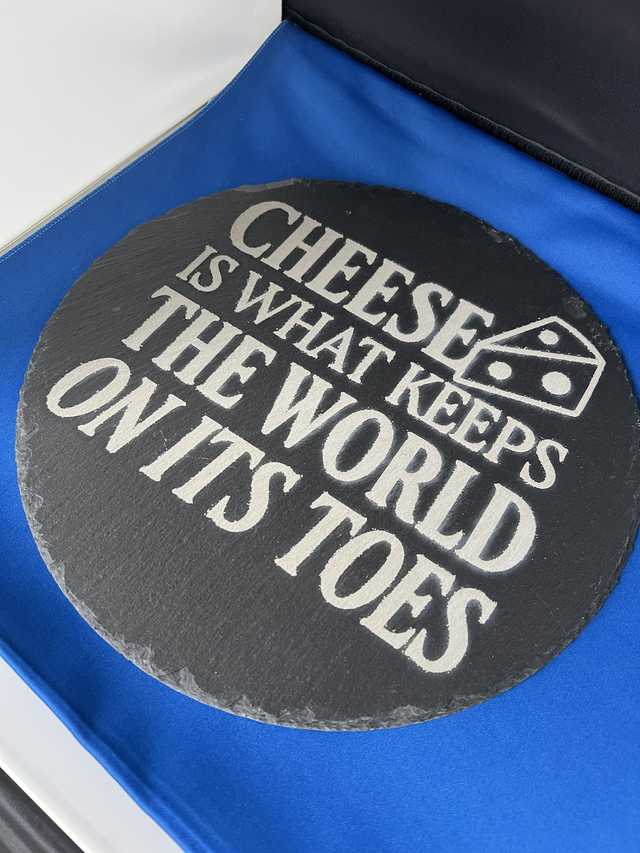 CHEESE
IS WHAT KEEPS
THE WORLD
ON ITS TOES